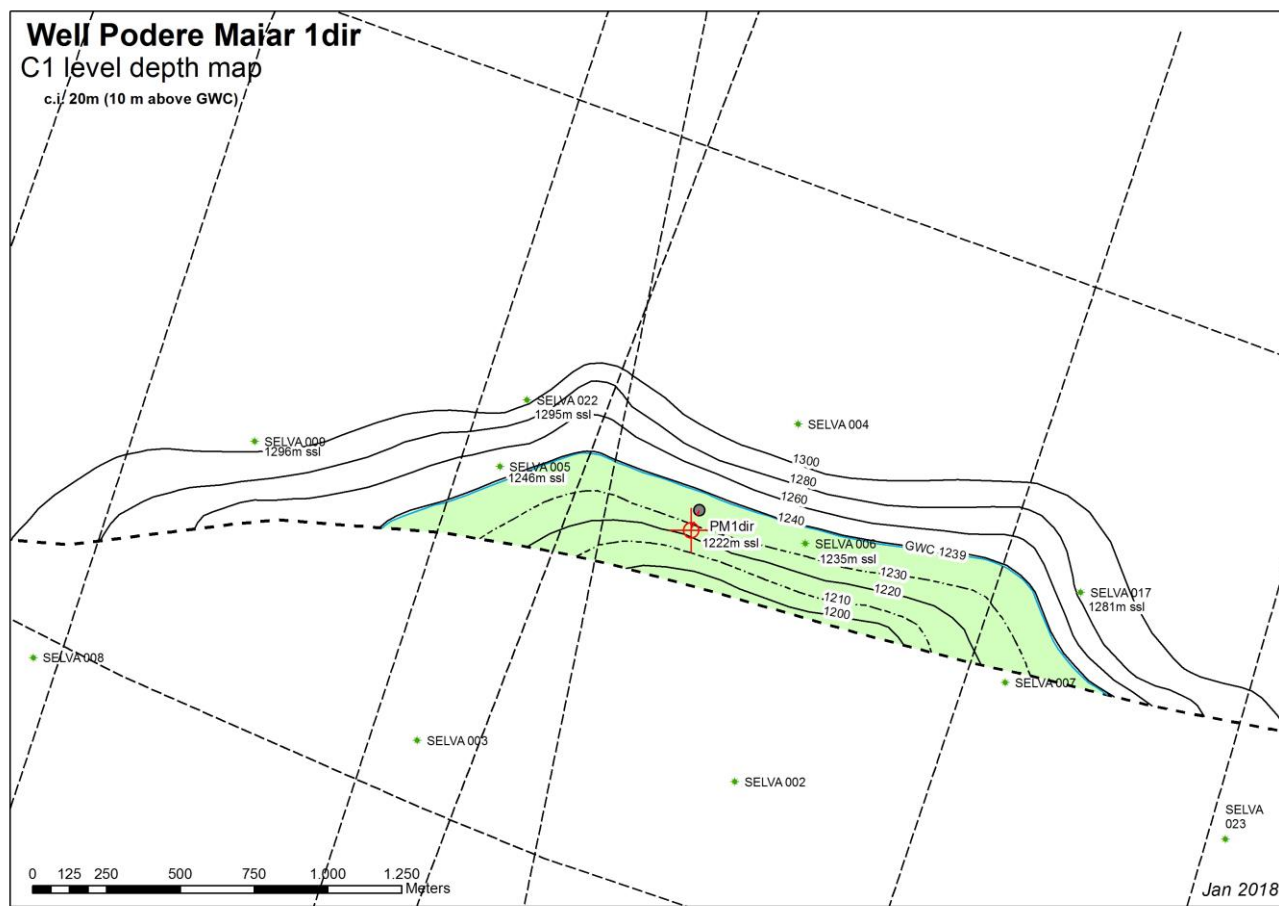 Well Podere Maiar 1dir
C1 level depth map
c.i. 20m (10 m above GWC)
SELVA 022
1295m ssl
SELVA 009
1296m ssl
SELVA 004
SELVA 005
1246m ssl
1300
1280
1260
1240
PM1dir
1222m ssl
SELVA 006
1235m ssl
GWC 1239
1230
1220
1210
1200
SELVA 017
1281m ssl
SELVA 008
SELVA 007
SELVA 003
SELVA 002
SELVA
023
0 125 250 500 750 1.000 1.250
Meters
Jan 2018